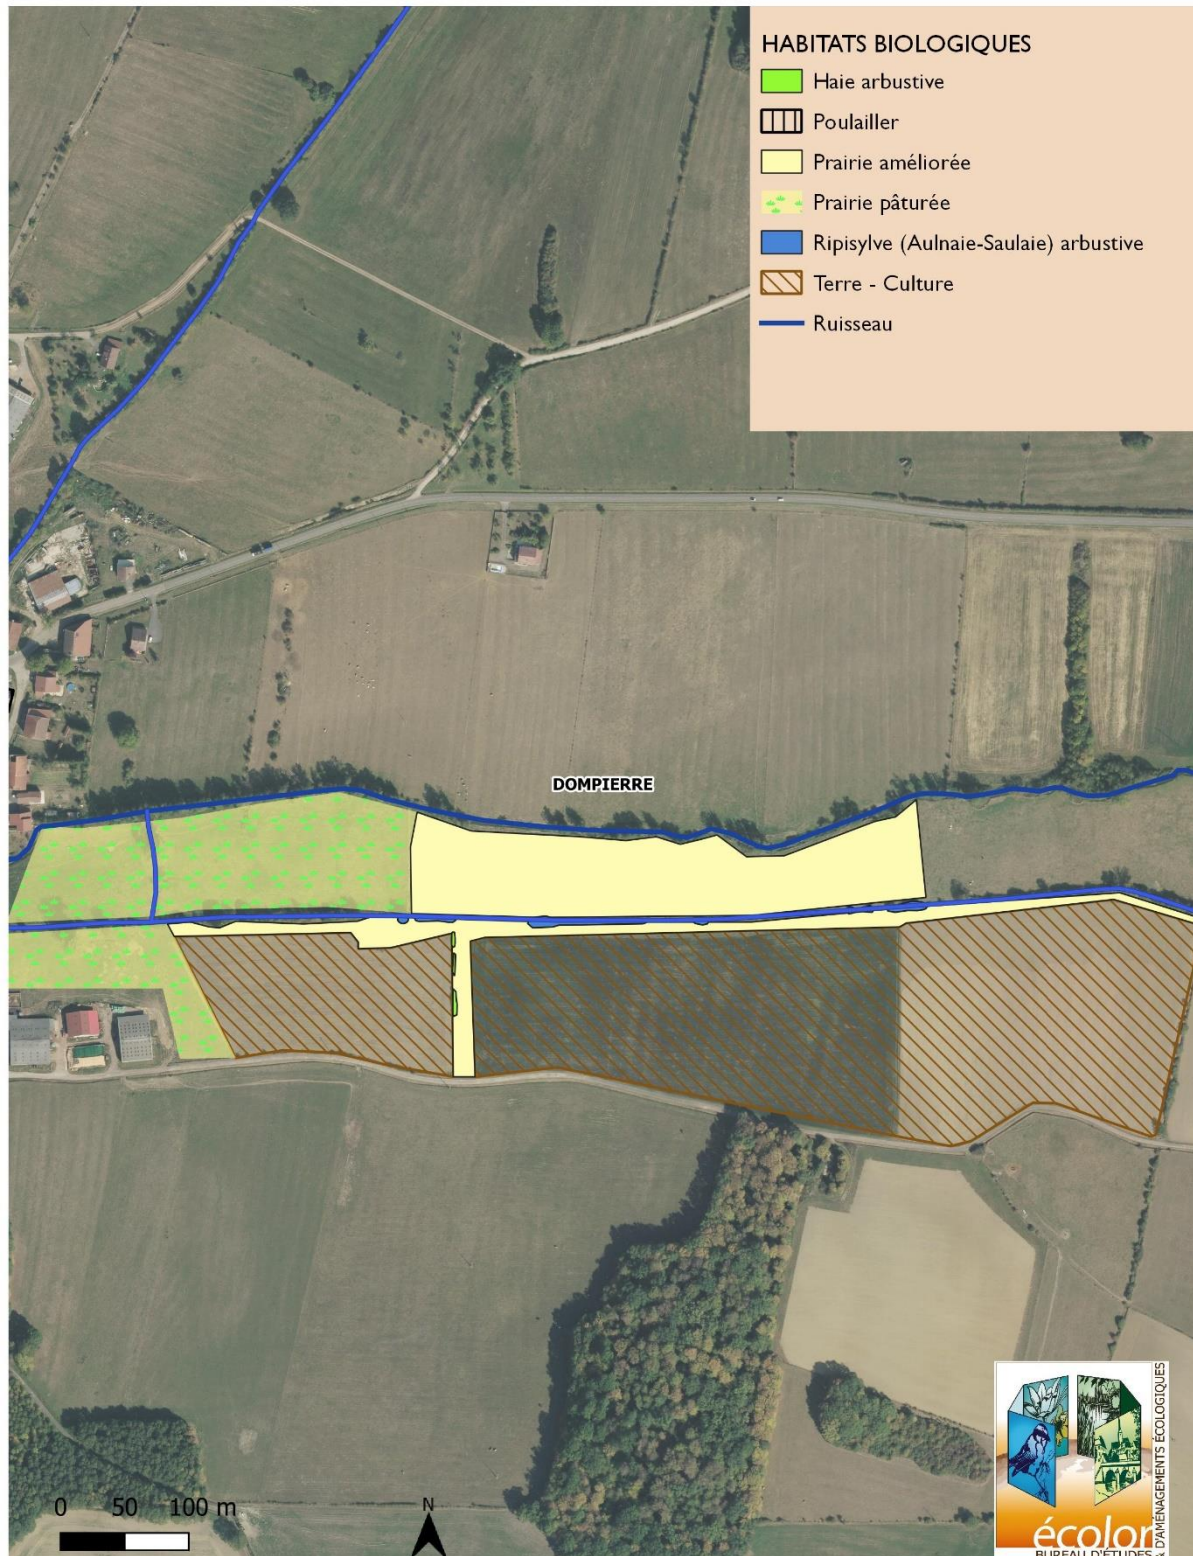 HABITATS BIOLOGIQUES
Haie arbustive
Poulailler
Prairie améliorée
Prairie pâturée
Ripisylve (Aulnaie-Saulaie) arbustive
Terre - Culture
Ruisseau
DOMPIERRE
0 50 100 m
N
écolor
BUREAU D'ÉTUDES
& D'AMÉNAGEMENTS ÉCOLOGIQUES